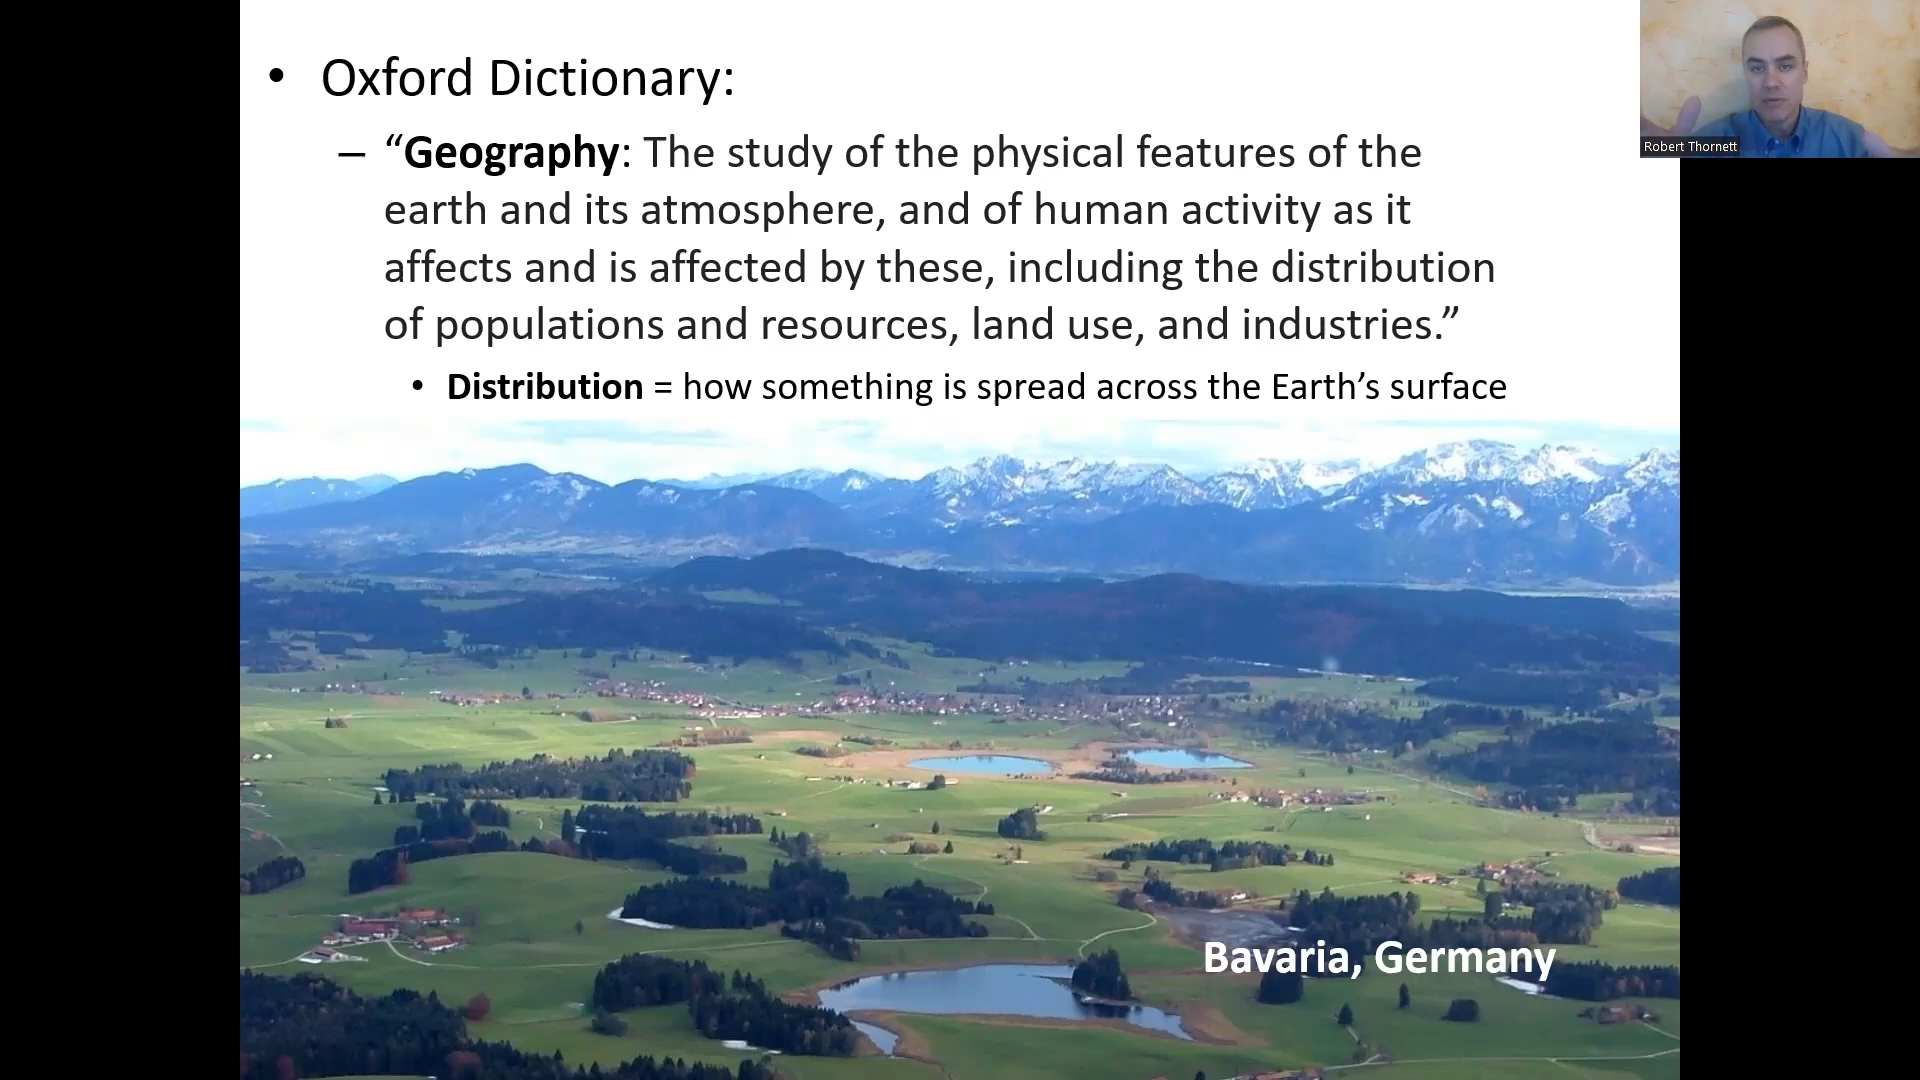 • Oxford Dictionary:
– “Geography: The study of the physical features of the
earth and its atmosphere, and of human activity as it
affects and is affected by these, including the distribution
of populations and resources, land use, and industries.”
• Distribution = how something is spread across the Earth’s surface
Robert Thornett
Bavaria, Germany